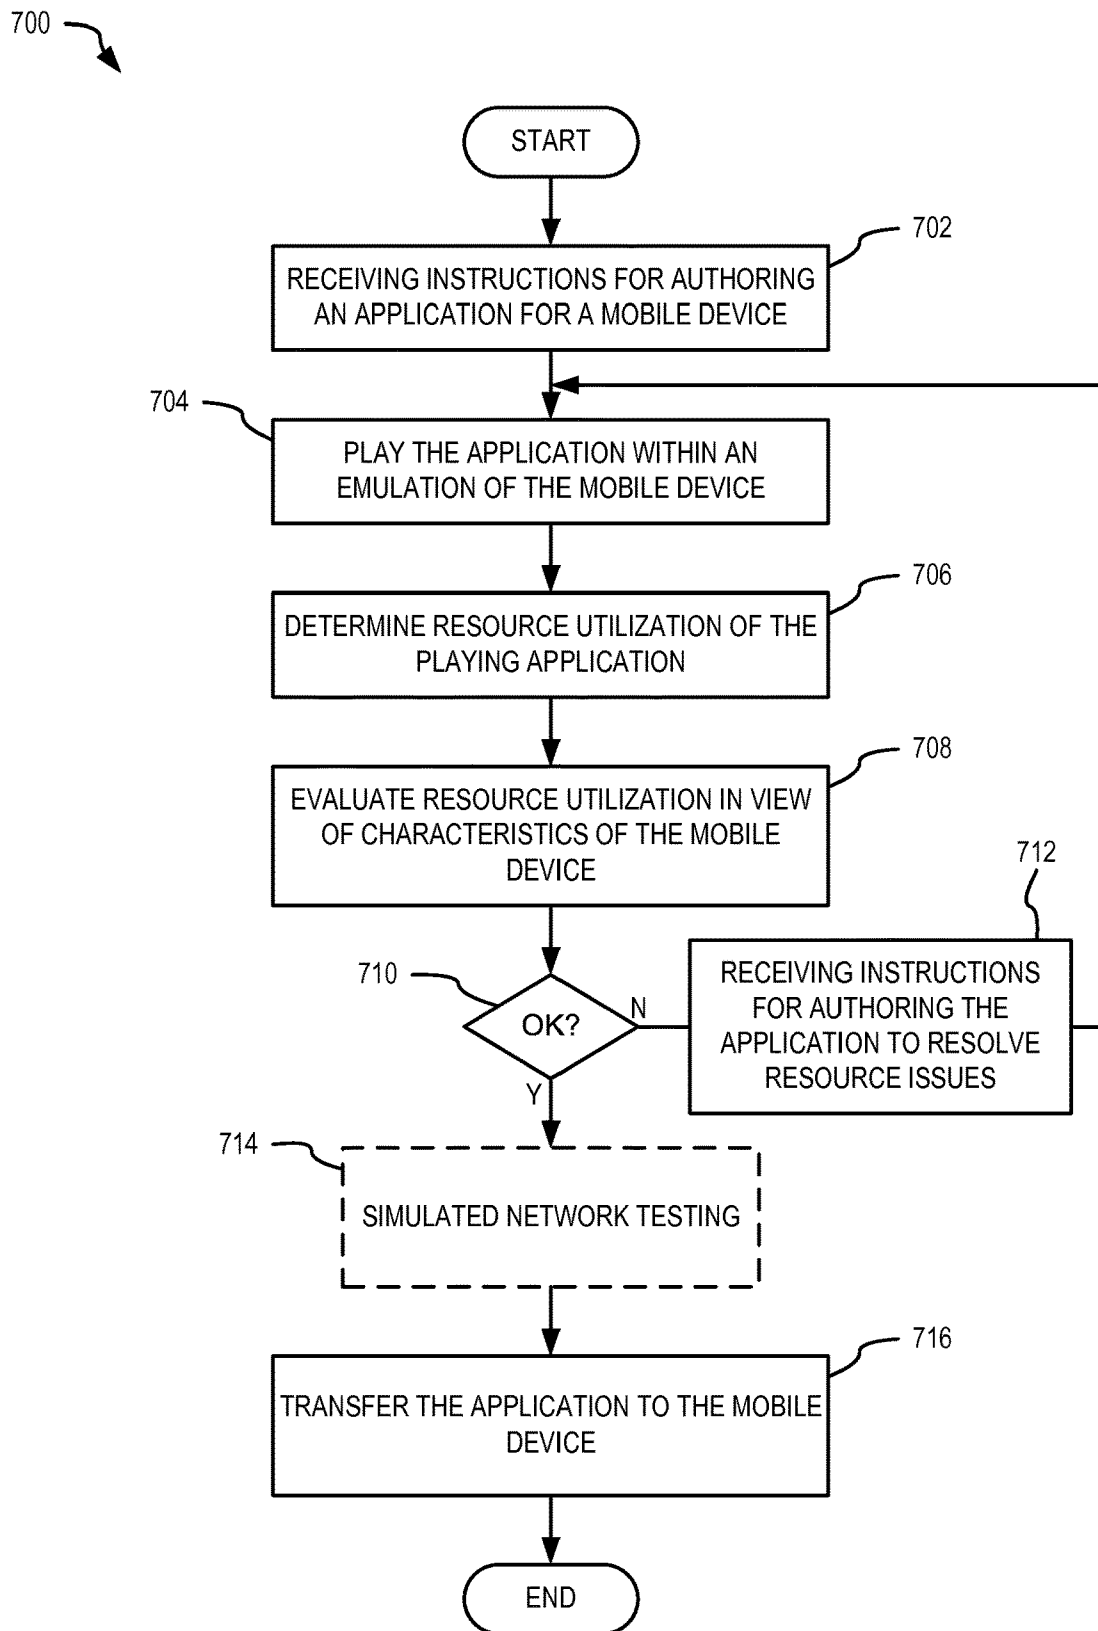 700
START
702
RECEIVING INSTRUCTIONS FOR AUTHORING
AN APPLICATION FOR A MOBILE DEVICE
704
PLAY THE APPLICATION WITHIN AN
EMULATION OF THE MOBILE DEVICE
706
DETERMINE RESOURCE UTILIZATION OF THE
PLAYING APPLICATION
708
EVALUATE RESOURCE UTILIZATION IN VIEW
OF CHARACTERISTICS OF THE MOBILE
DEVICE
710
OK?
N
Y
712
RECEIVING INSTRUCTIONS
FOR AUTHORING THE
APPLICATION TO RESOLVE
RESOURCE ISSUES
714
SIMULATED NETWORK TESTING
716
TRANSFER THE APPLICATION TO THE MOBILE
DEVICE
END